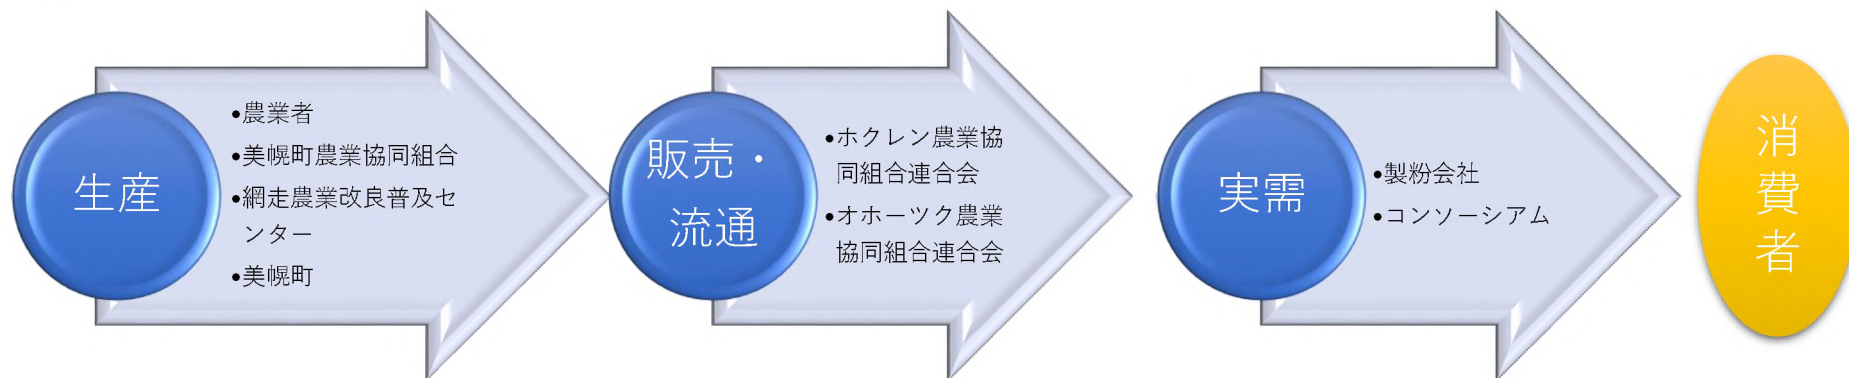 生産
•農業者
•美幌町農業協同組合
•網走農業改良普及セ
ンター
•美幌町
販売・
流通
•ホクレン農業協
同組合連合会
•オホーツク農業
協同組合連合会
実需
•製粉会社
•コンソーシアム
消費者